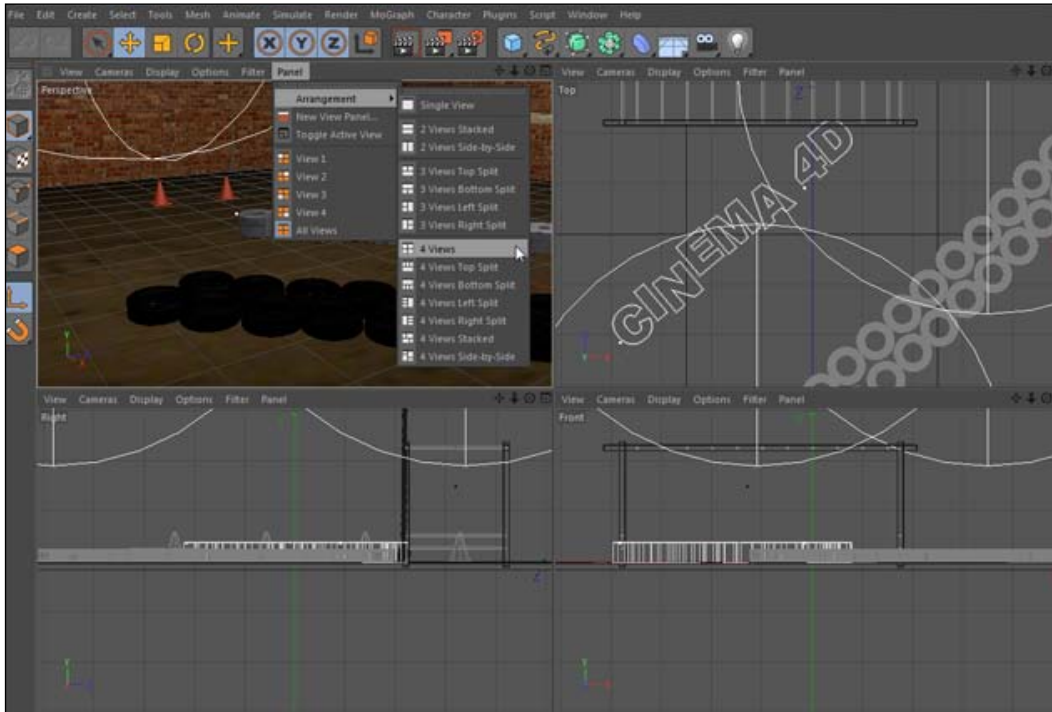 File Edit Create Select Tools Mesh Animate Simulate Render MoGraph Character Plugins Script Window Help
X Y Z
View Cameras Display Options Filter Panel
Perspective
Arrangement
New View Panel...
Toggle Active View
View 1
View 2
View 3
View 4
All Views
Single View
2 Views Stacked
2 Views Side-by-Side
3 Views Top Split
3 Views Bottom Split
3 Views Left Split
3 Views Right Split
4 Views
4 Views Top Split
4 Views Bottom Split
4 Views Left Split
4 Views Right Split
4 Views Stacked
4 Views Side-by-Side
Y
View Cameras Display Options Filter Panel
Top
Z
CINEMA 4D
View Cameras Display Options Filter Panel
Right
Z
Y
View Cameras Display Options Filter Panel
Front
Y